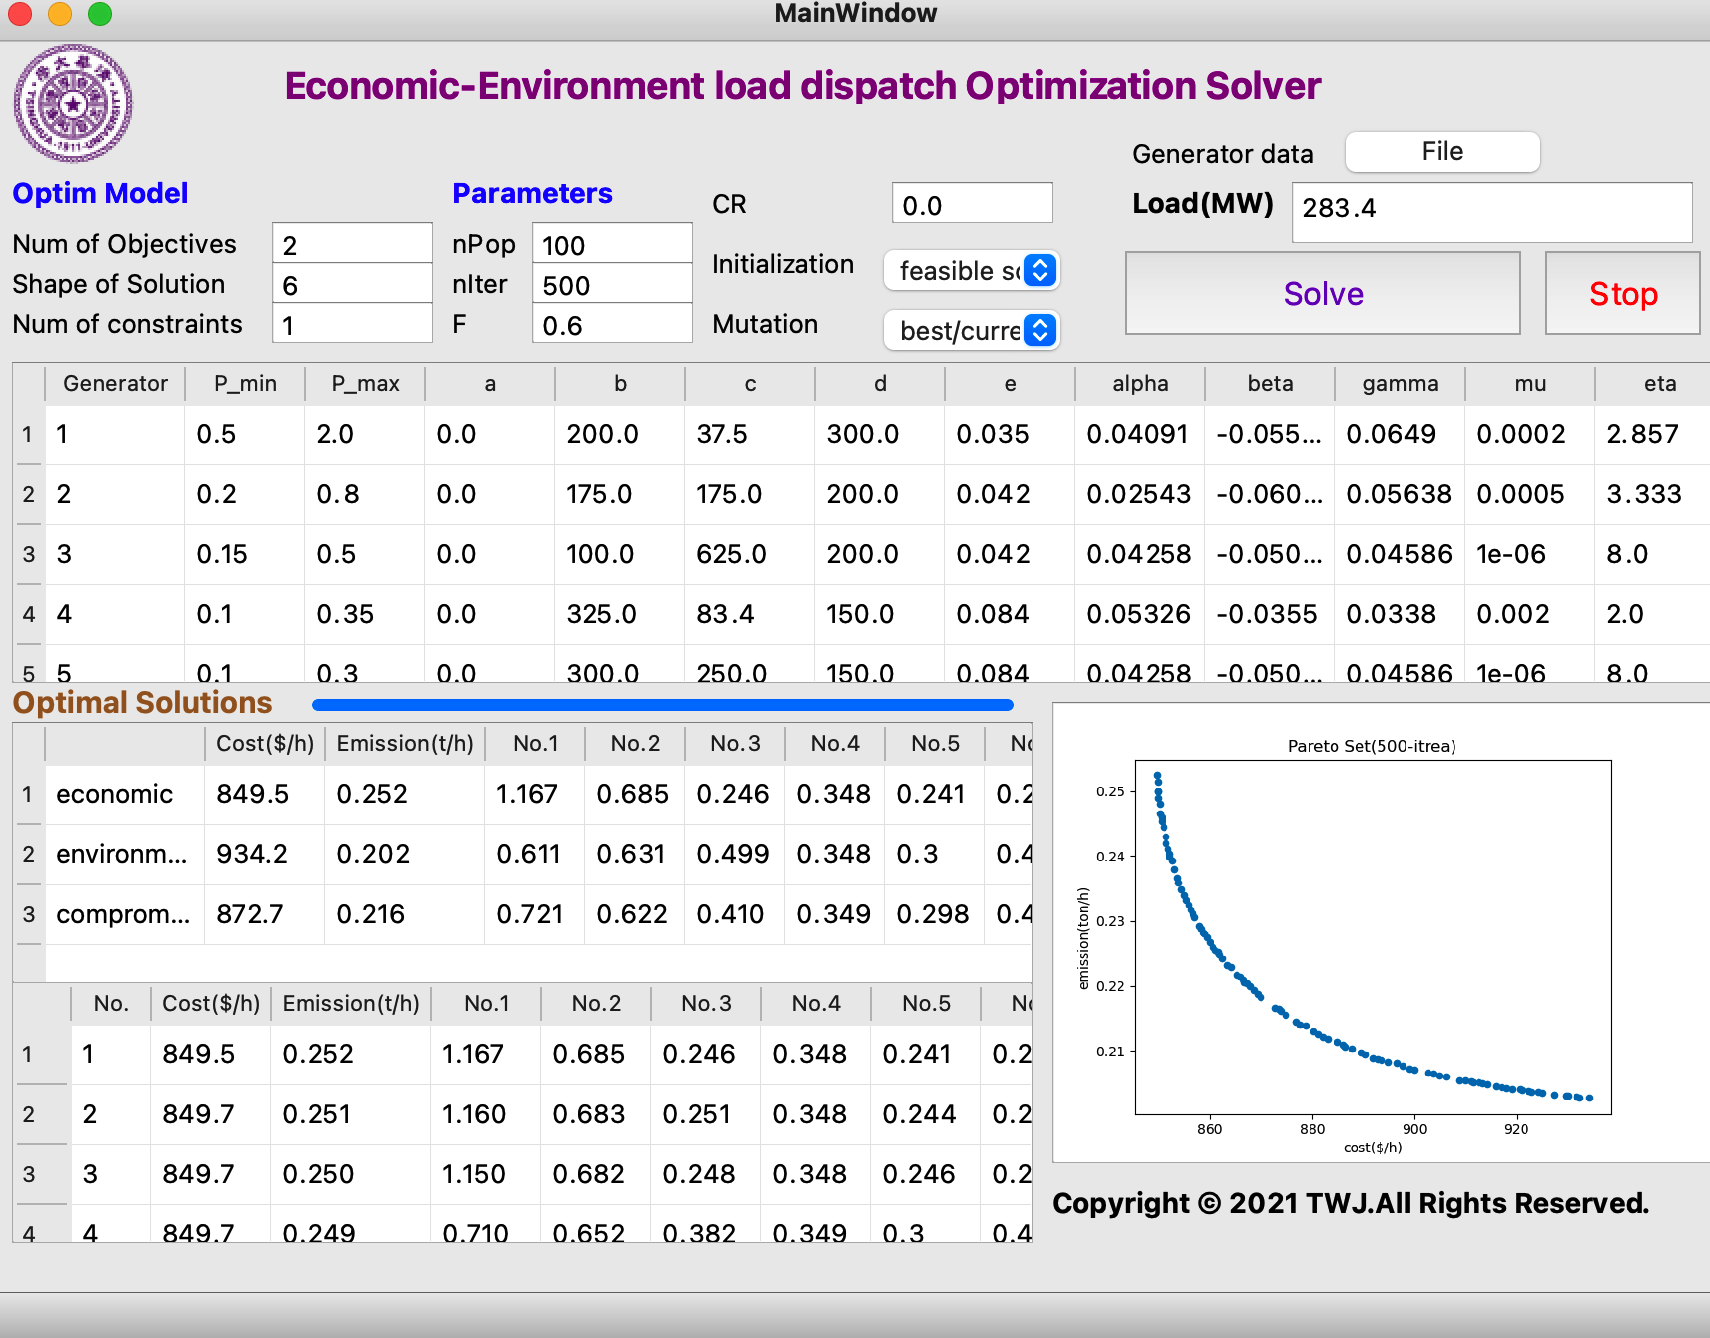 MainWindow
Economic-Environment load dispatch Optimization Solver
Generator data File
Optim Model Parameters CR 0.0 Load(MW) 283.4
Num of Objectives 2 nPop 100
Shape of Solution 6 nIter 500 Initialization feasible so Solve Stop
Num of constraints 1 F 0.6 Mutation best/curre
Generator P_min P_max a b c d e alpha beta gamma mu eta
1 1 0.5 2.0 0.0 200.0 37.5 300.0 0.035 0.04091 -0.055... 0.0649 0.0002 2.857
2 2 0.2 0.8 0.0 175.0 175.0 200.0 0.042 0.02543 -0.060... 0.05638 0.0005 3.333
3 3 0.15 0.5 0.0 100.0 625.0 200.0 0.042 0.04258 -0.050... 0.04586 1e-06 8.0
4 4 0.1 0.35 0.0 325.0 83.4 150.0 0.084 0.05326 -0.0355 0.0338 0.002 2.0
5 5 0.1 0.3 0.0 300.0 250.0 150.0 0.084 0.04258 -0.050... 0.04586 1e-06 8.0
Optimal Solutions
Cost($/h) Emission(t/h) No.1 No.2 No.3 No.4 No.5 No
1 economic 849.5 0.252 1.167 0.685 0.246 0.348 0.241 0.2
2 environm... 934.2 0.202 0.611 0.631 0.499 0.348 0.3 0.4
3 comprom... 872.7 0.216 0.721 0.622 0.410 0.349 0.298 0.4
No. Cost($/h) Emission(t/h) No.1 No.2 No.3 No.4 No.5 No
1 1 849.5 0.252 1.167 0.685 0.246 0.348 0.241 0.2
2 2 849.7 0.251 1.160 0.683 0.251 0.348 0.244 0.2
3 3 849.7 0.250 1.150 0.682 0.248 0.348 0.246 0.2
4 4 849.7 0.249 0.710 0.652 0.382 0.349 0.3 0.4
Pareto Set(500-itrea)
0.25
0.24
0.23
0.22
0.21
emission(ton/h)
860 880 900 920
cost($/h)
Copyright © 2021 TWJ.All Rights Reserved.